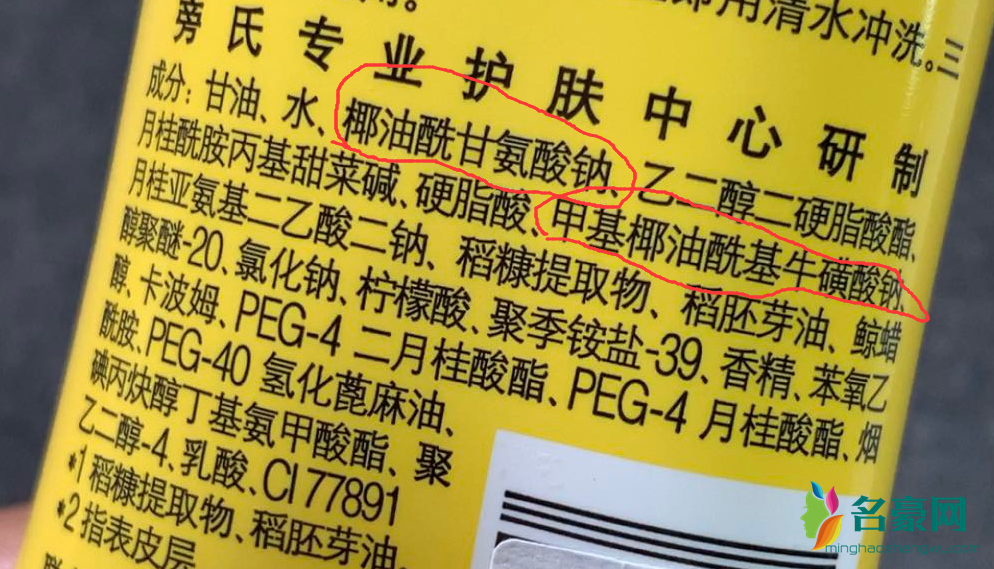 即用清水冲洗。三
旁氏专业护肤中心研制
成分：甘油、水、椰油酰甘氨酸钠、乙二醇二硬脂酸酯、
月桂酰胺丙基甜菜碱、硬脂酸、甲基椰油酰基牛磺酸钠、
月桂亚氨基二乙酸二钠、稻糠提取物、稻胚芽油、鲸蜡
醇聚醚-20、氯化钠、柠檬酸、聚季铵盐-39、香精、苯氧乙
醇、卡波姆、PEG-4 二月桂酸酯、PEG-4 月桂酸酯、烟
酰胺、PEG-40 氢化蓖麻油、
碘丙炔醇丁基氨甲酸酯、聚
乙二醇-4、乳酸、CI 77891
*1 稻糠提取物、稻胚芽油。
*2 指表皮层
名豪网